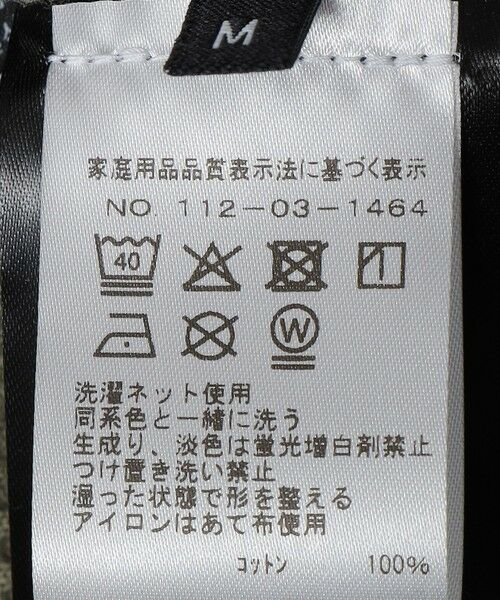 M
家庭用品品質表示法に基づく表示
NO. 112-03-1464
40
W
洗濯ネット使用
同系色と一緒に洗う
生成り、淡色は蛍光増白剤禁止
つけ置き洗い禁止
湿った状態で形を整える
アイロンはあて布使用
コットン 100%